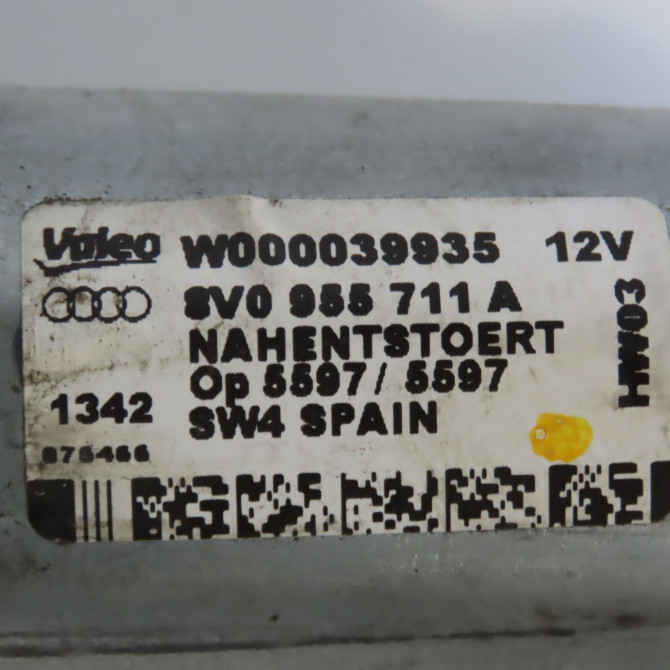 Valeo W000039935 12V
8V0 955 711 A
NAHENTSTOERT
Op 5597 / 5597
1342 SW4 SPAIN
HW03